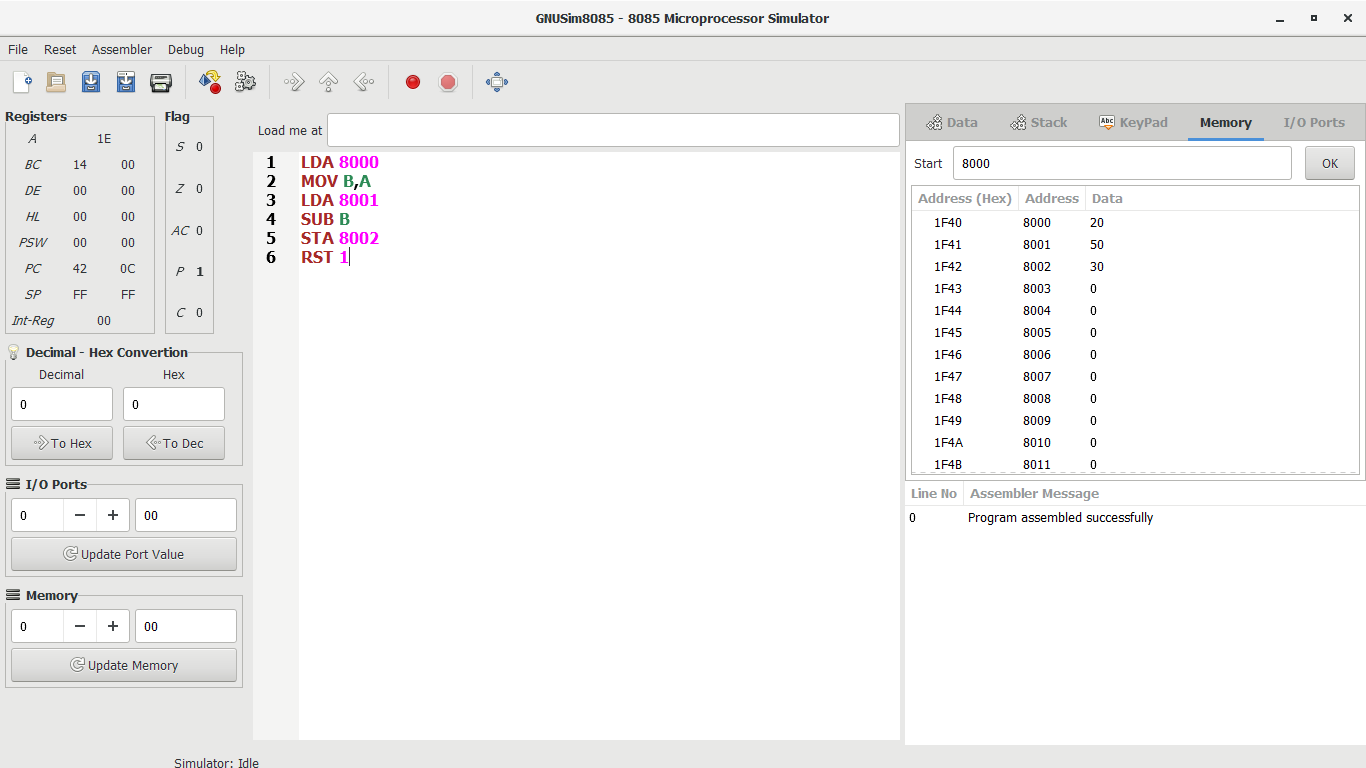 GNUSim8085 - 8085 Microprocessor Simulator
File Reset Assembler Debug Help
Registers
A 1E
BC 14 00
DE 00 00
HL 00 00
PSW 00 00
PC 42 0C
SP FF FF
Int-Reg 00
Flag
S 0
Z 0
AC 0
P 1
C 0
Decimal - Hex Convertion
Decimal Hex
0 0
To Hex To Dec
I/O Ports
0 − + 00
Update Port Value
Memory
0 − + 00
Update Memory
Load me at
1 LDA 8000
2 MOV B,A
3 LDA 8001
4 SUB B
5 STA 8002
6 RST 1
Data Stack Abc KeyPad Memory I/O Ports
Start 8000 OK
Address (Hex) Address Data
1F40 8000 20
1F41 8001 50
1F42 8002 30
1F43 8003 0
1F44 8004 0
1F45 8005 0
1F46 8006 0
1F47 8007 0
1F48 8008 0
1F49 8009 0
1F4A 8010 0
1F4B 8011 0
Line No Assembler Message
0 Program assembled successfully
Simulator: Idle